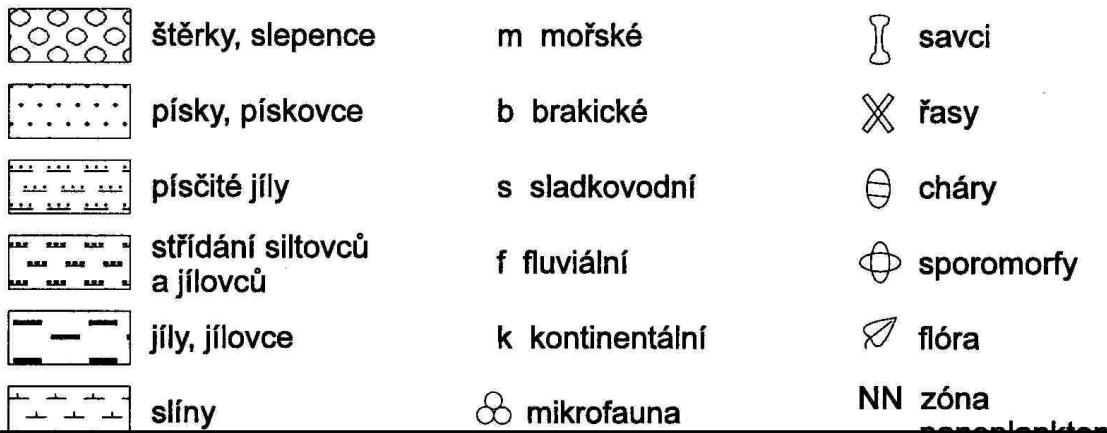 štěrky, slepence
písky, pískovce
písčité jíly
střídání siltovců
a jílovců
jíly, jílovce
slíny
m mořské
b brakické
s sladkovodní
f fluviální
k kontinentální
mikrofauna
savci
řasy
cháry
sporomorfy
flóra
NN zóna